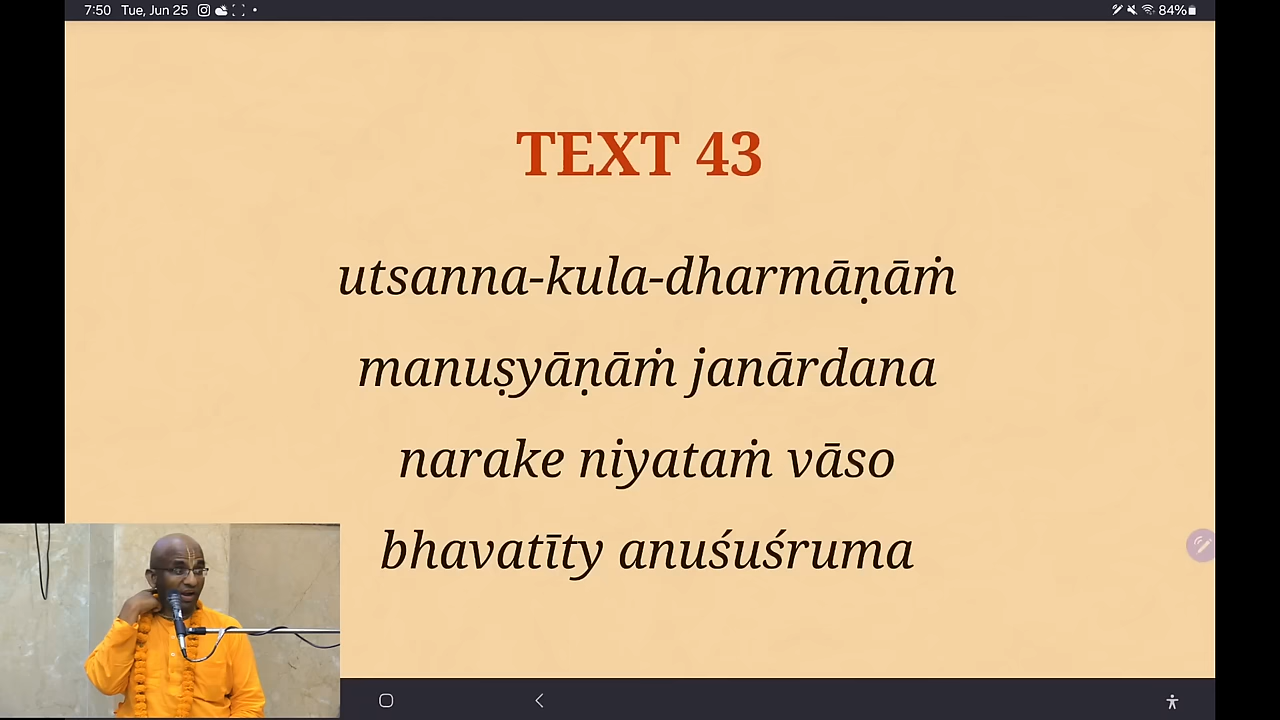 7:50 Tue, Jun 25 84%
TEXT 43
utsanna-kula-dharmāṇāṁ
manuṣyāṇāṁ janārdana
narake niyataṁ vāso
bhavatīty anuśuśruma